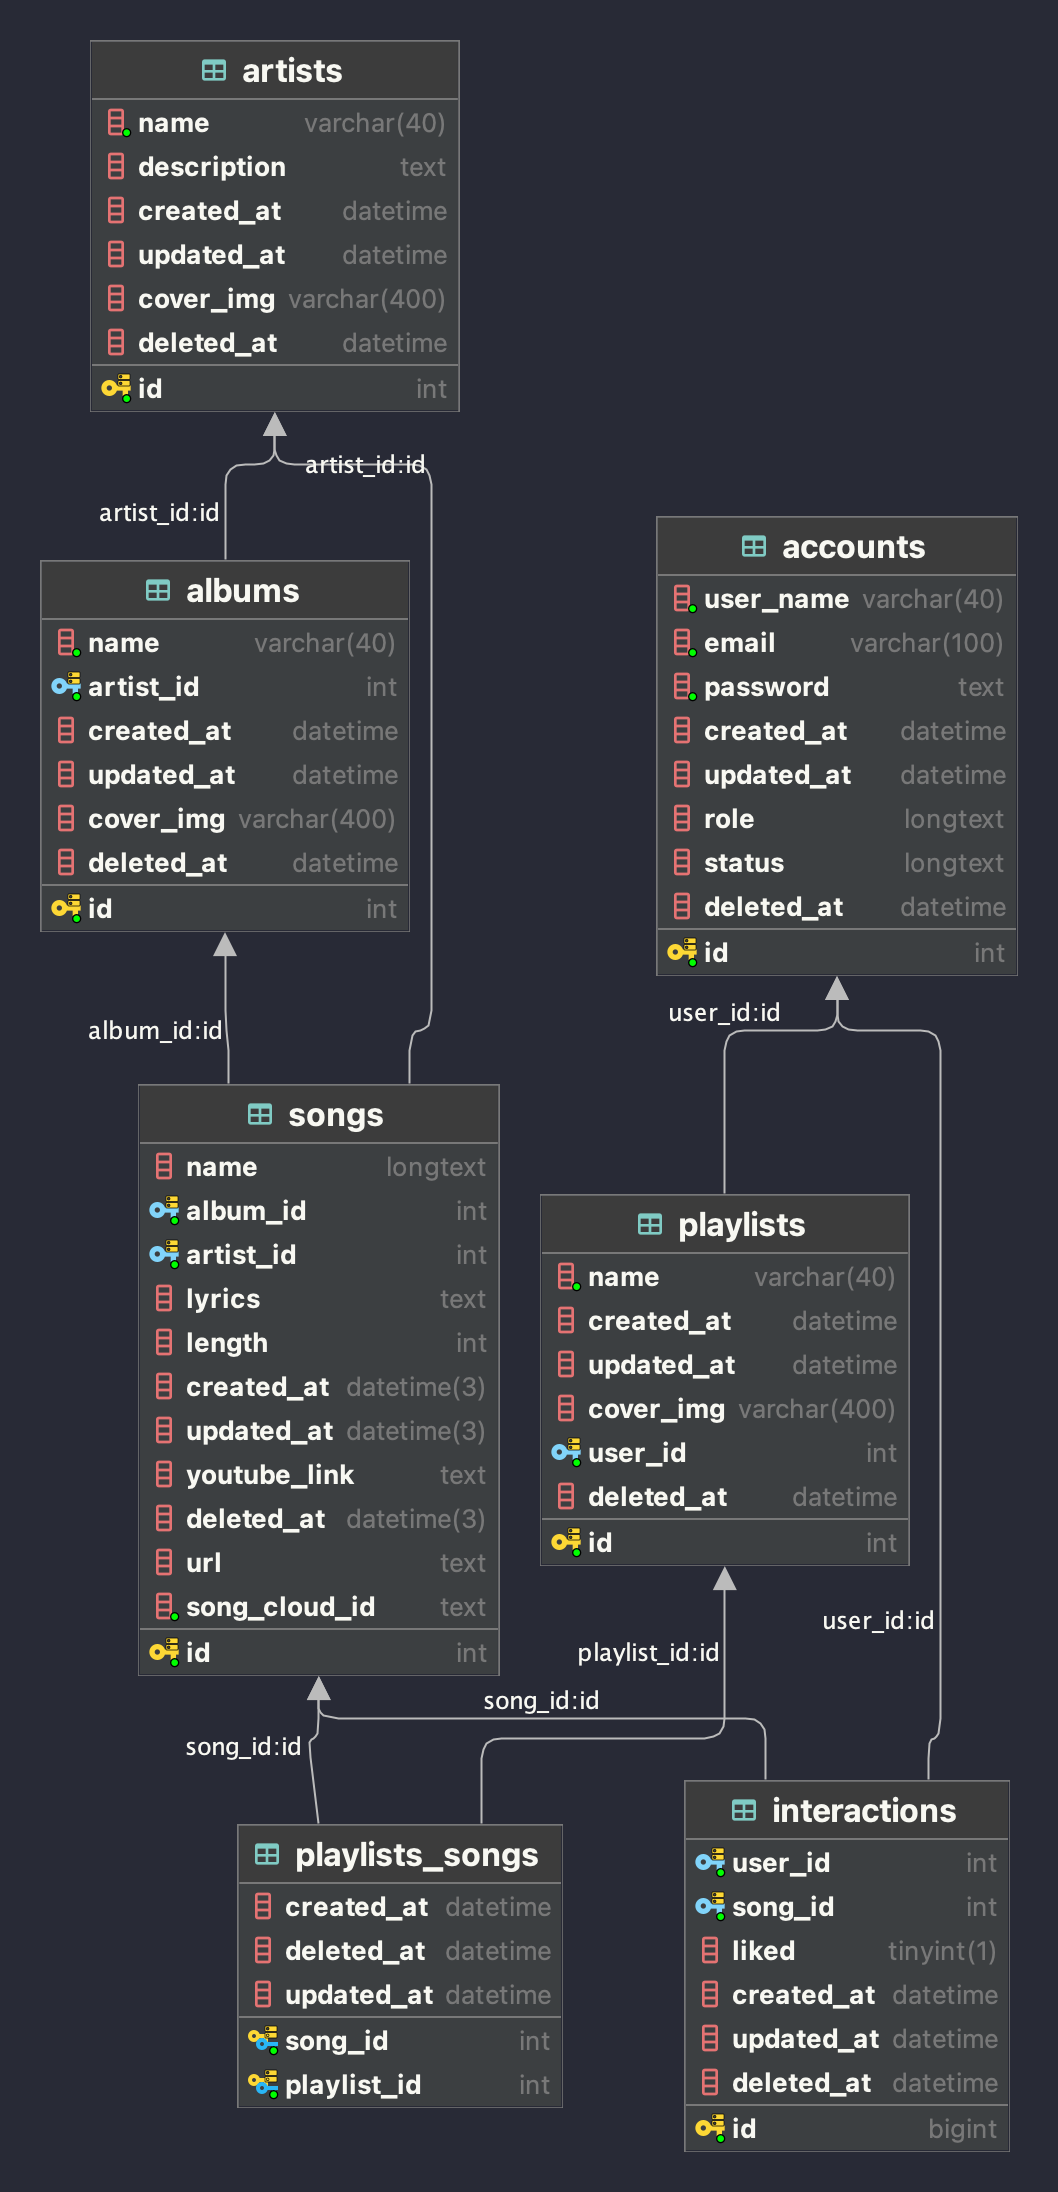 artists
name varchar(40)
description text
created_at datetime
updated_at datetime
cover_img varchar(400)
deleted_at datetime
id int
artist_id:id
artist_id:id
albums
name varchar(40)
artist_id int
created_at datetime
updated_at datetime
cover_img varchar(400)
deleted_at datetime
id int
accounts
user_name varchar(40)
email varchar(100)
password text
created_at datetime
updated_at datetime
role longtext
status longtext
deleted_at datetime
id int
user_id:id
album_id:id
songs
name longtext
album_id int
artist_id int
lyrics text
length int
created_at datetime(3)
updated_at datetime(3)
youtube_link text
deleted_at datetime(3)
url text
song_cloud_id text
id int
playlists
name varchar(40)
created_at datetime
updated_at datetime
cover_img varchar(400)
user_id int
deleted_at datetime
id int
user_id:id
playlist_id:id
song_id:id
song_id:id
playlists_songs
created_at datetime
deleted_at datetime
updated_at datetime
song_id int
playlist_id int
interactions
user_id int
song_id int
liked tinyint(1)
created_at datetime
updated_at datetime
deleted_at datetime
id bigint